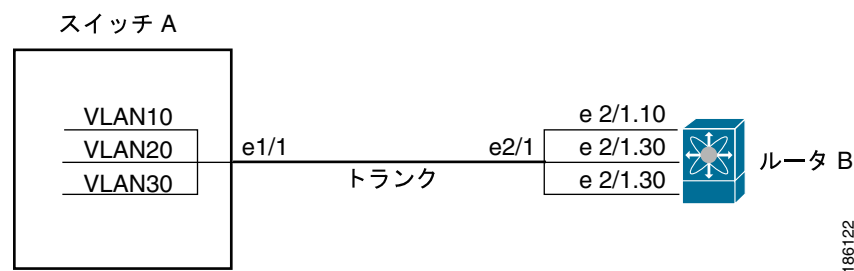 スイッチ A
VLAN10
VLAN20
VLAN30
e1/1
トランク
e2/1
e 2/1.10
e 2/1.30
e 2/1.30
ルータ B
186122